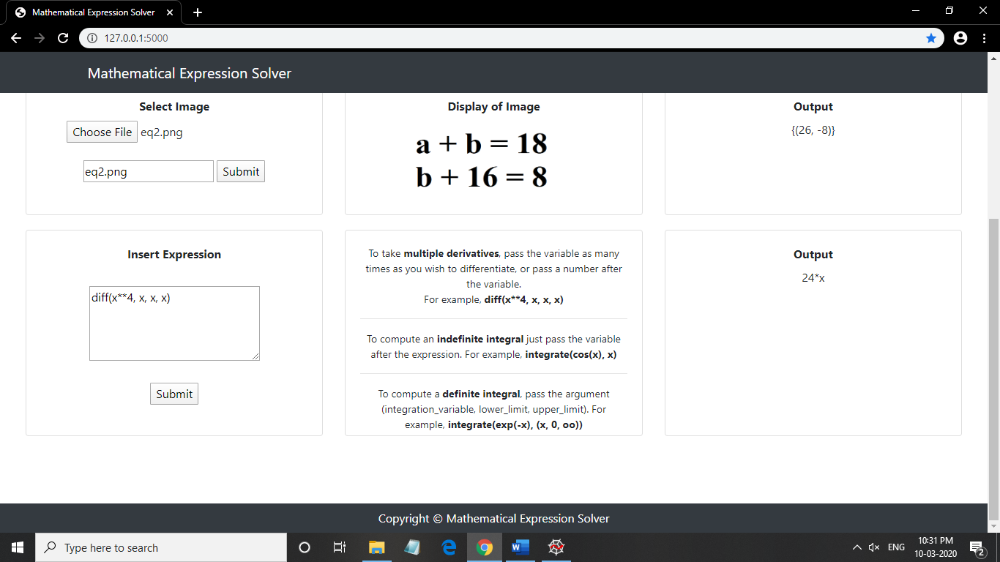 Mathematical Expression Solver
127.0.0.1:5000
Mathematical Expression Solver
Select Image
Choose File eq2.png
eq2.png Submit
Display of Image
a + b = 18
b + 16 = 8
Output
{(26, -8)}
Insert Expression
diff(x**4, x, x, x)
Submit
To take multiple derivatives, pass the variable as many
times as you wish to differentiate, or pass a number after
the variable.
For example, diff(x**4, x, x, x)
To compute an indefinite integral just pass the variable
after the expression. For example, integrate(cos(x), x)
To compute a definite integral, pass the argument
(integration_variable, lower_limit, upper_limit). For
example, integrate(exp(-x), (x, 0, oo))
Output
24*x
Copyright © Mathematical Expression Solver
Type here to search
ENG
10:31 PM
10-03-2020
2